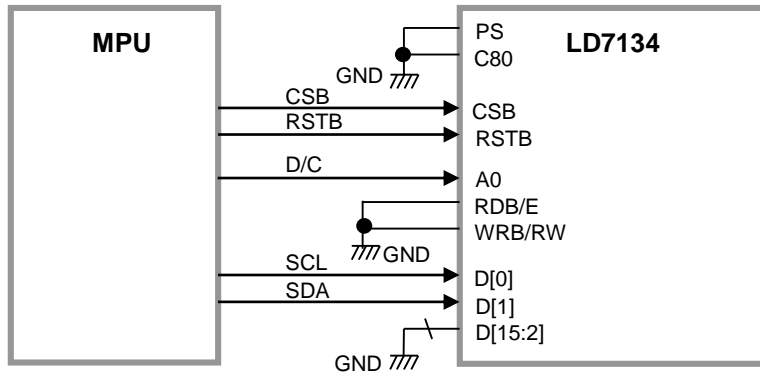 MPU
LD7134
PS
C80
GND
CSB
CSB
RSTB
RSTB
D/C
A0
RDB/E
WRB/RW
GND
SCL
D[0]
SDA
D[1]
D[15:2]
GND